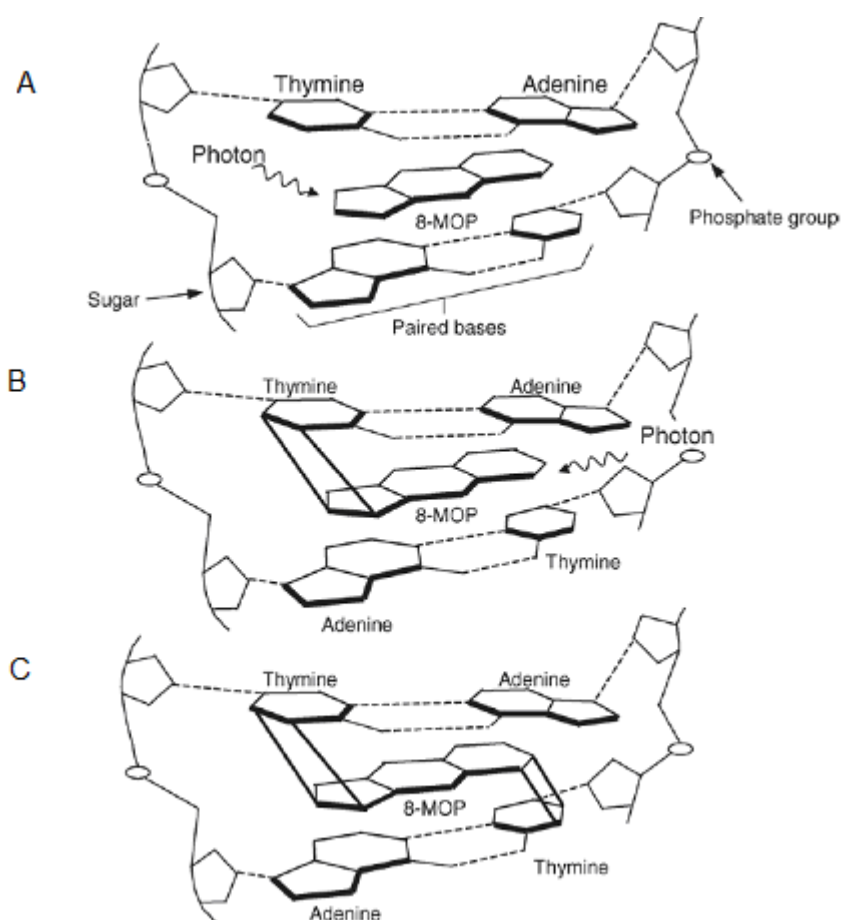 A
Thymine
Adenine
Photon
8-MOP
Phosphate group
Sugar
Paired bases
B
Thymine
Adenine
Photon
8-MOP
Thymine
Adenine
C
Thymine
Adenine
8-MOP
Thymine
Adenine